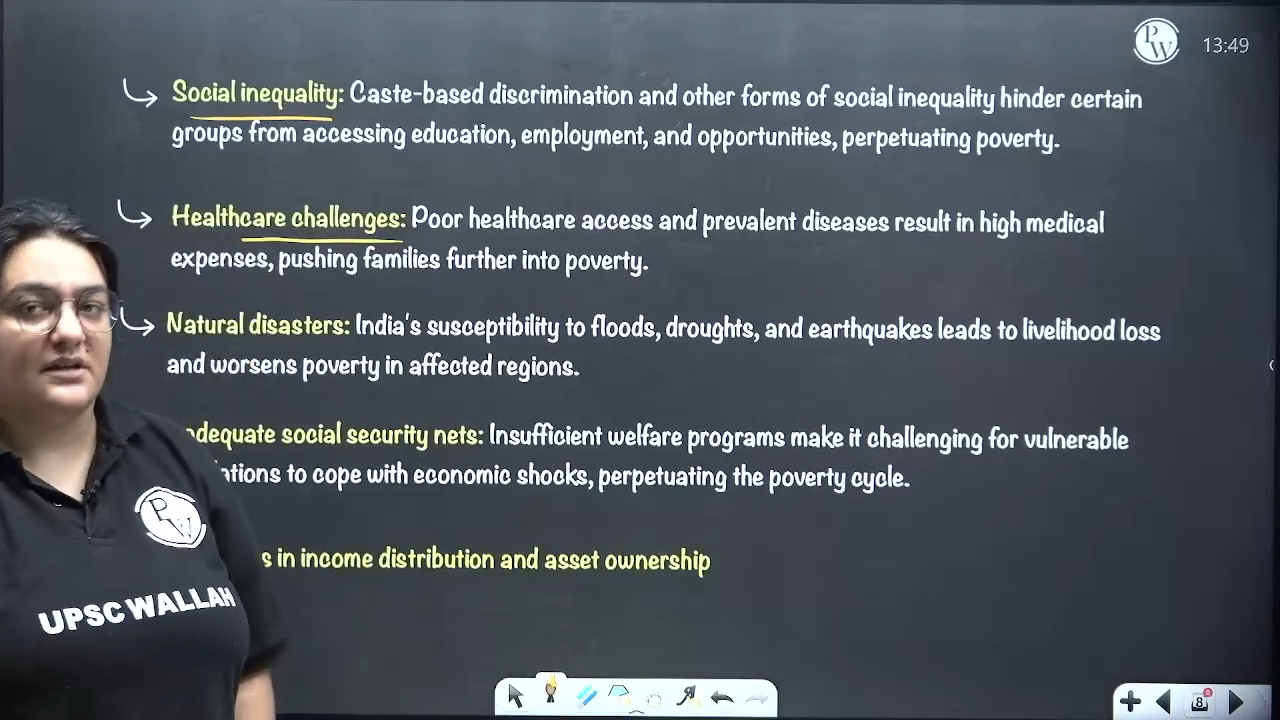 PW
13:49
Social inequality: Caste-based discrimination and other forms of social inequality hinder certain
groups from accessing education, employment, and opportunities, perpetuating poverty.
Healthcare challenges: Poor healthcare access and prevalent diseases result in high medical
expenses, pushing families further into poverty.
Natural disasters: India's susceptibility to floods, droughts, and earthquakes leads to livelihood loss
and worsens poverty in affected regions.
adequate social security nets: Insufficient welfare programs make it challenging for vulnerable
to cope with economic shocks, perpetuating the poverty cycle.
in income distribution and asset ownership
PW
UPSC WALLAH
8